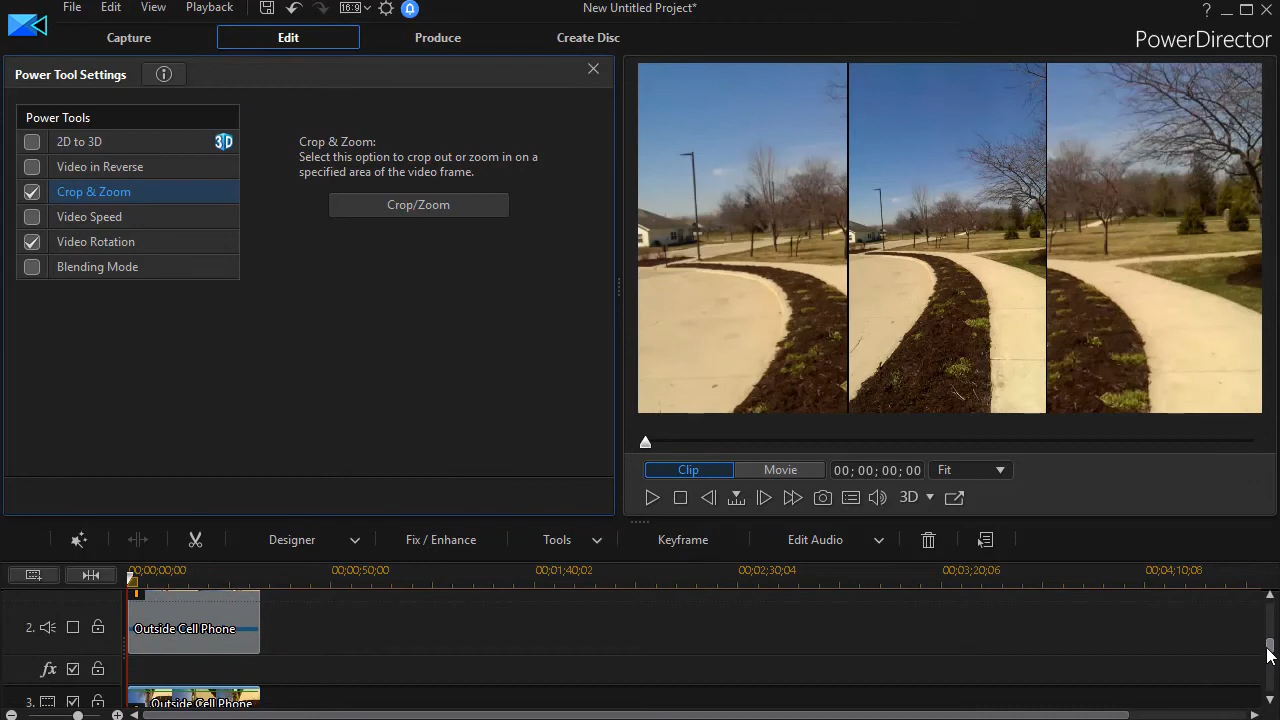 File Edit View Playback 16:9 New Untitled Project* ?
Capture Edit Produce Create Disc PowerDirector
Power Tool Settings
Power Tools
2D to 3D 3D
Video in Reverse
Crop & Zoom
Video Speed
Video Rotation
Blending Mode
Crop & Zoom:
Select this option to crop out or zoom in on a
specified area of the video frame.
Crop/Zoom
Clip Movie 00; 00; 00; 00 Fit
3D
Designer Fix / Enhance Tools Keyframe Edit Audio
00;00;00;00 00;00;50;00 00;01;40;02 00;02;30;04 00;03;20;06 00;04;10;08
2. Outside Cell Phone
fx
3. Outside Cell Phone